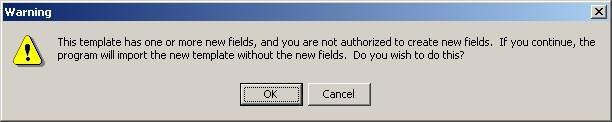 Warning
This template has one or more new fields, and you are not authorized to create new fields.  If you continue, the
program will import the new template without the new fields.  Do you wish to do this?
OK
Cancel